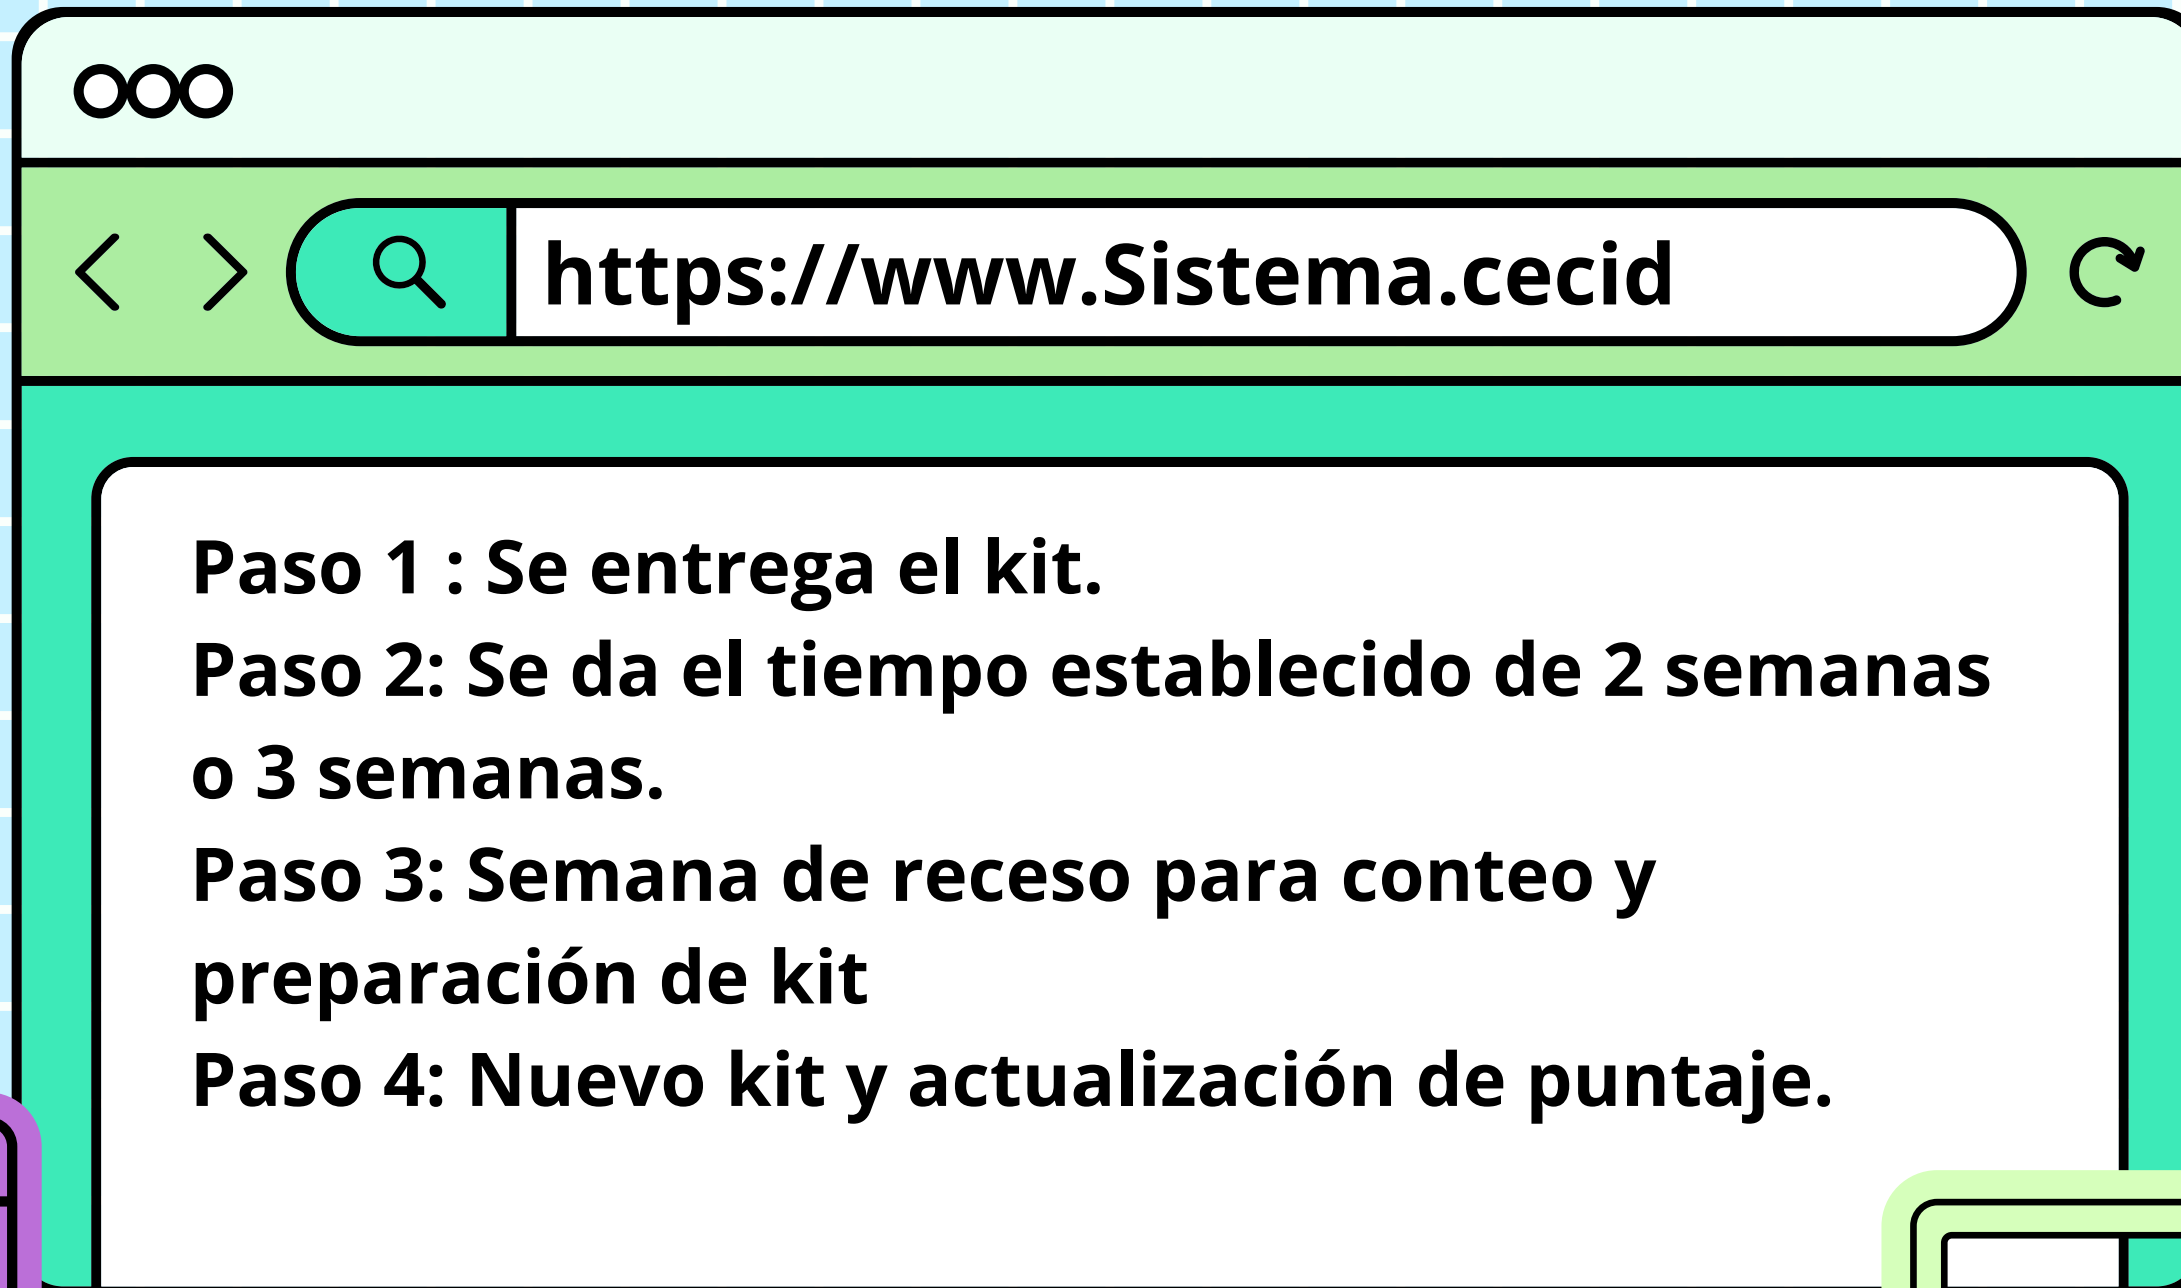 https://www.Sistema.cecid
Paso 1 : Se entrega el kit.
Paso 2: Se da el tiempo establecido de 2 semanas
o 3 semanas.
Paso 3: Semana de receso para conteo y
preparación de kit
Paso 4: Nuevo kit y actualización de puntaje.